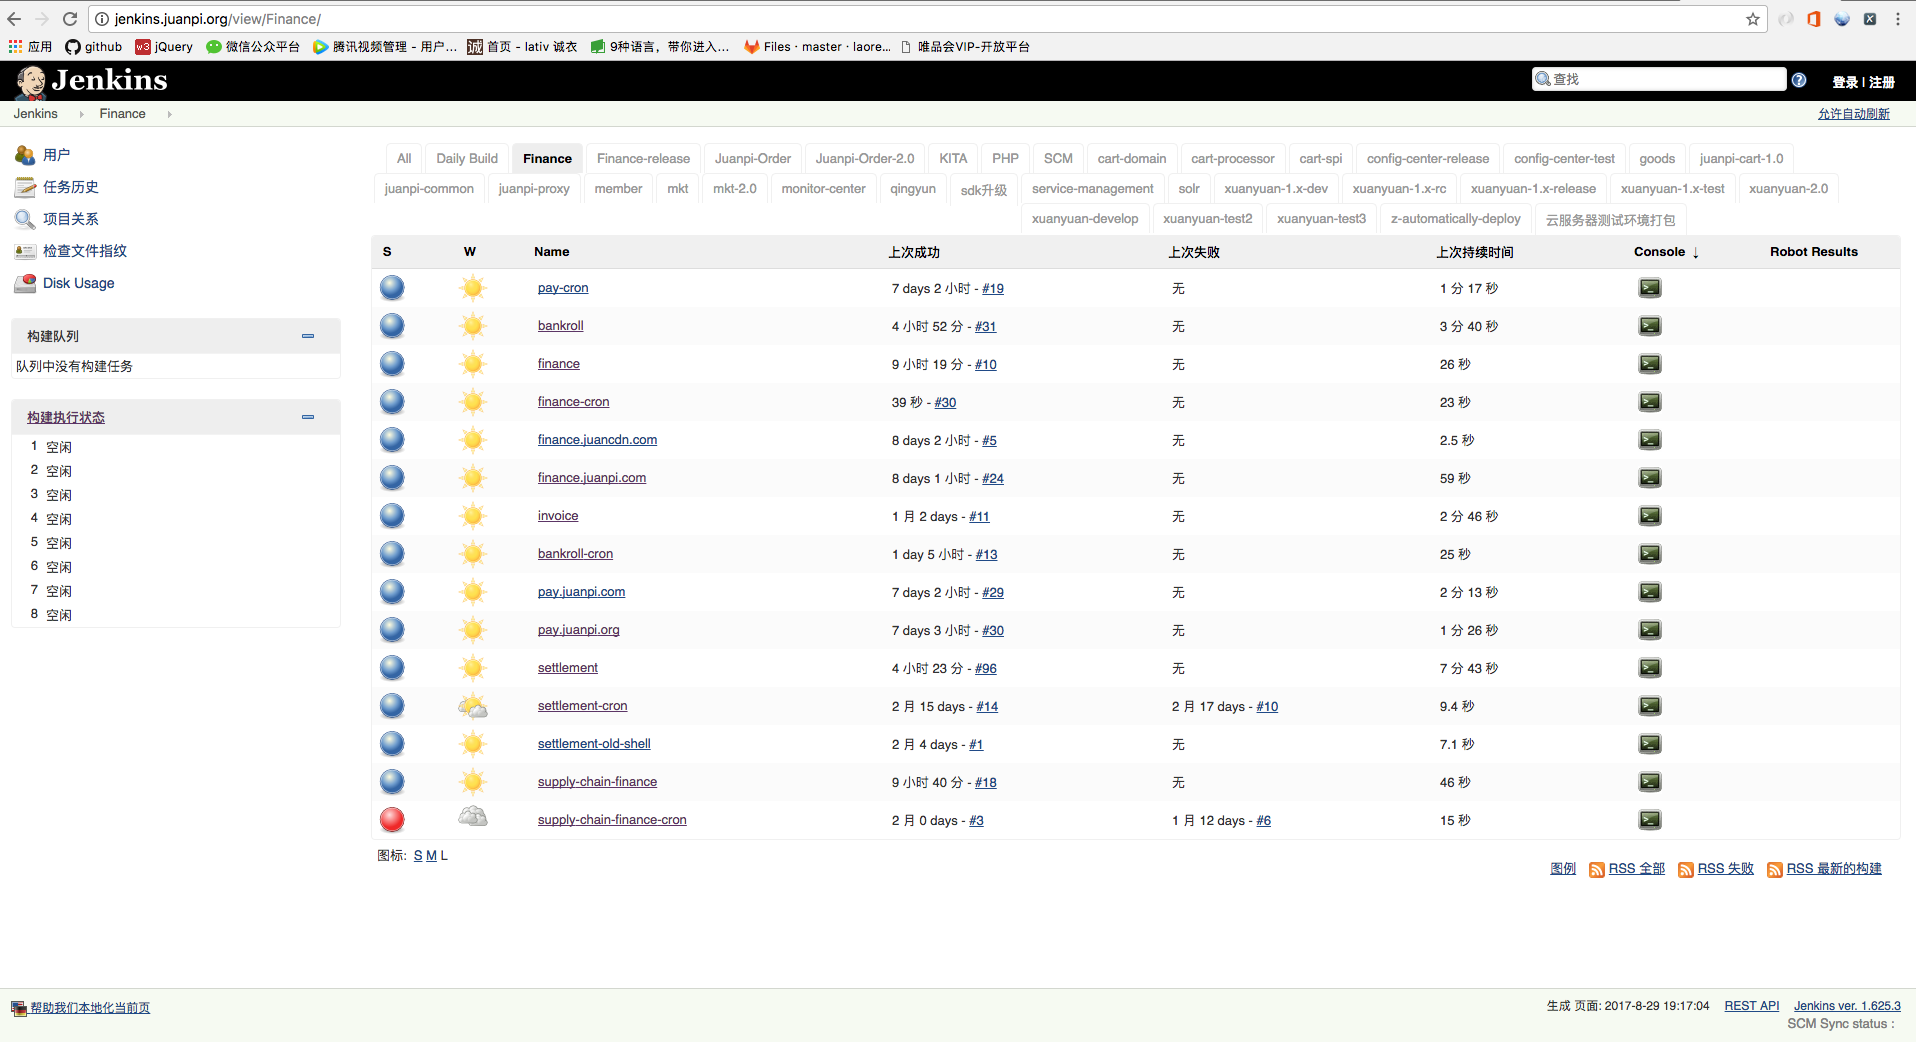 jenkins.juanpi.org/view/Finance/
应用 github w3 jQuery 微信公众平台 腾讯视频管理 - 用户... 诚 首页 - lativ 诚衣 9种语言，带你进入... Files · master · laore... 唯品会VIP-开放平台
Jenkins 查找 登录 | 注册
Jenkins Finance 允许自动刷新
用户
任务历史
项目关系
检查文件指纹
Disk Usage
构建队列
队列中没有构建任务
构建执行状态
1 空闲
2 空闲
3 空闲
4 空闲
5 空闲
6 空闲
7 空闲
8 空闲
All Daily Build Finance Finance-release Juanpi-Order Juanpi-Order-2.0 KITA PHP SCM cart-domain cart-processor cart-spi config-center-release config-center-test goods juanpi-cart-1.0
juanpi-common juanpi-proxy member mkt mkt-2.0 monitor-center qingyun sdk升级 service-management solr xuanyuan-1.x-dev xuanyuan-1.x-rc xuanyuan-1.x-release xuanyuan-1.x-test xuanyuan-2.0
xuanyuan-develop xuanyuan-test2 xuanyuan-test3 z-automatically-deploy 云服务器测试环境打包
S W Name 上次成功 上次失败 上次持续时间 Console ↓ Robot Results
pay-cron 7 days 2 小时 - #19 无 1 分 17 秒
bankroll 4 小时 52 分 - #31 无 3 分 40 秒
finance 9 小时 19 分 - #10 无 26 秒
finance-cron 39 秒 - #30 无 23 秒
finance.juancdn.com 8 days 2 小时 - #5 无 2.5 秒
finance.juanpi.com 8 days 1 小时 - #24 无 59 秒
invoice 1 月 2 days - #11 无 2 分 46 秒
bankroll-cron 1 day 5 小时 - #13 无 25 秒
pay.juanpi.com 7 days 2 小时 - #29 无 2 分 13 秒
pay.juanpi.org 7 days 3 小时 - #30 无 1 分 26 秒
settlement 4 小时 23 分 - #96 无 7 分 43 秒
settlement-cron 2 月 15 days - #14 2 月 17 days - #10 9.4 秒
settlement-old-shell 2 月 4 days - #1 无 7.1 秒
supply-chain-finance 9 小时 40 分 - #18 无 46 秒
supply-chain-finance-cron 2 月 0 days - #3 1 月 12 days - #6 15 秒
图标: S M L
图例 RSS 全部 RSS 失败 RSS 最新的构建
帮助我们本地化当前页 生成 页面: 2017-8-29 19:17:04 REST API Jenkins ver. 1.625.3
SCM Sync status :